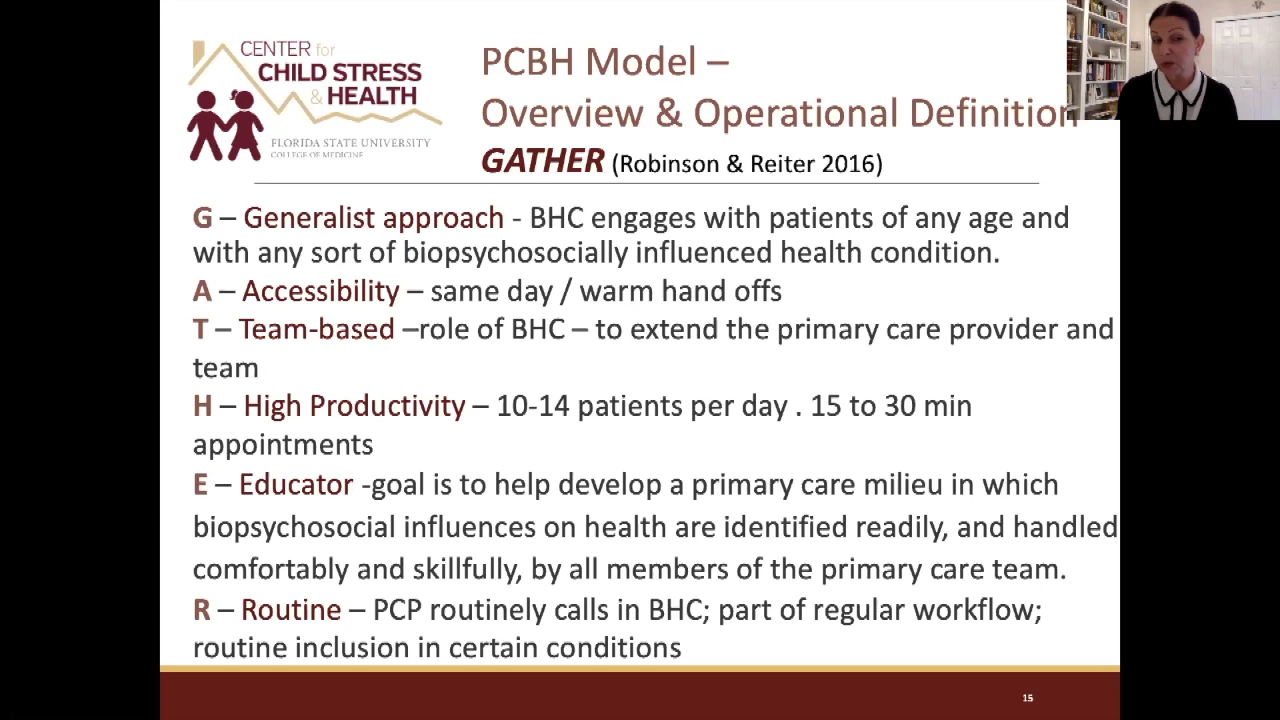 CENTER for
CHILD STRESS
& HEALTH
FLORIDA STATE UNIVERSITY
COLLEGE OF MEDICINE
PCBH Model –
Overview & Operational Definition
GATHER (Robinson & Reiter 2016)
G – Generalist approach - BHC engages with patients of any age and
with any sort of biopsychosocially influenced health condition.
A – Accessibility – same day / warm hand offs
T – Team-based –role of BHC – to extend the primary care provider and
team
H – High Productivity – 10-14 patients per day . 15 to 30 min
appointments
E – Educator -goal is to help develop a primary care milieu in which
biopsychosocial influences on health are identified readily, and handled
comfortably and skillfully, by all members of the primary care team.
R – Routine – PCP routinely calls in BHC; part of regular workflow;
routine inclusion in certain conditions
15